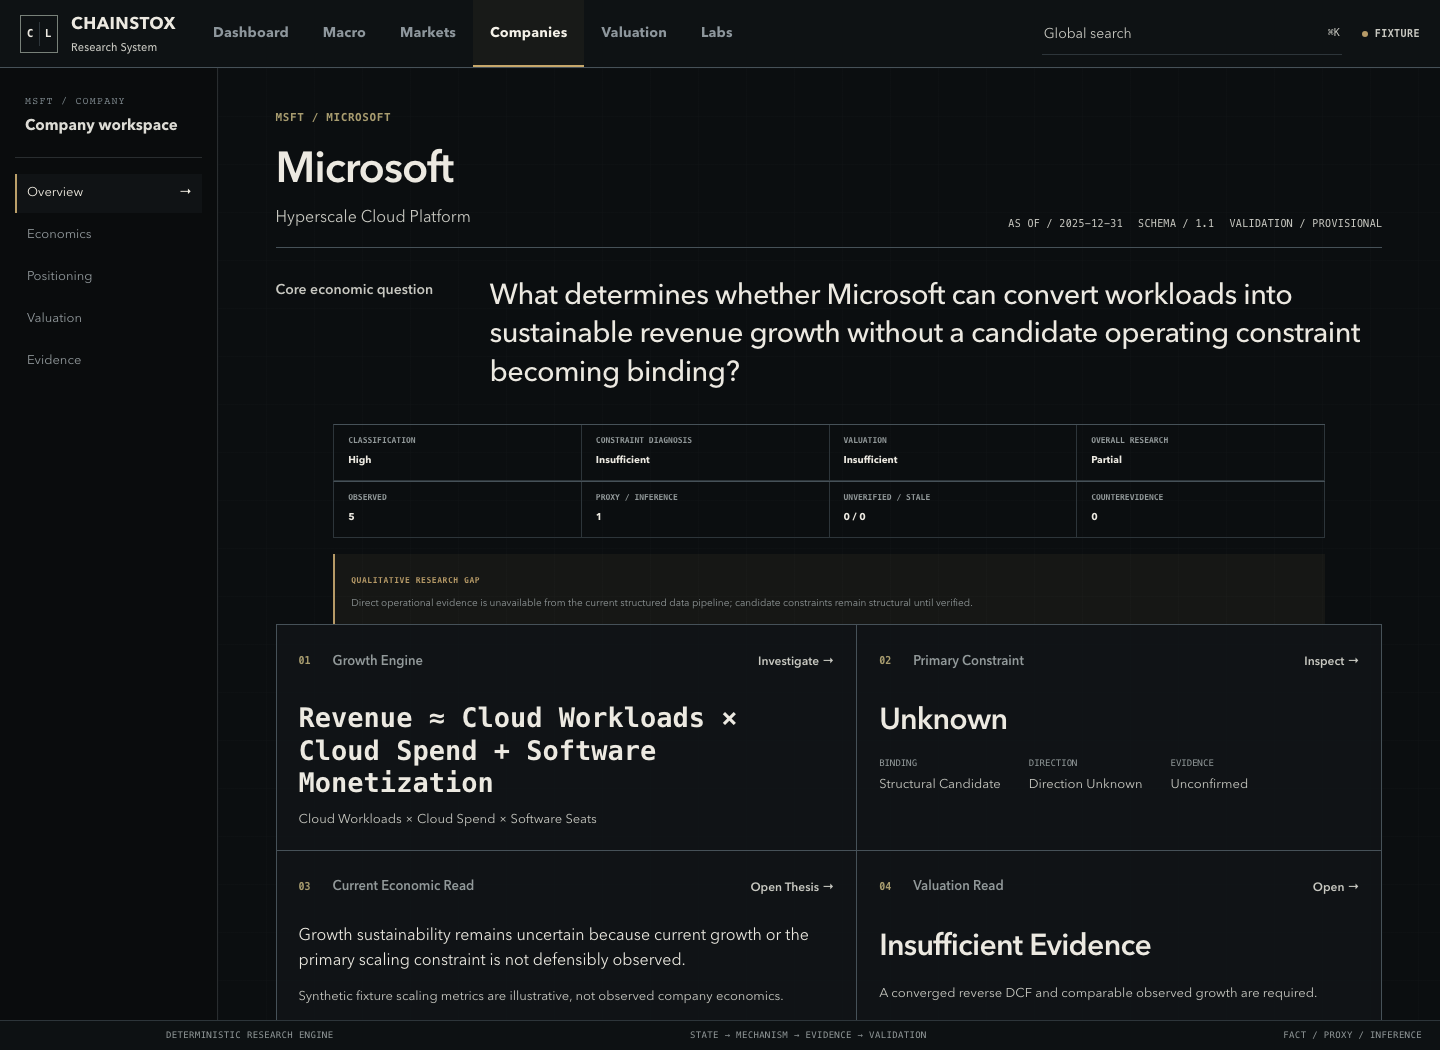 C L
CHAINSTOX
Research System
Dashboard
Macro
Markets
Companies
Valuation
Labs
Global search
⌘K
FIXTURE
MSFT / COMPANY
Company workspace
Overview →
Economics
Positioning
Valuation
Evidence
MSFT / MICROSOFT
Microsoft
Hyperscale Cloud Platform
AS OF / 2025-12-31 SCHEMA / 1.1 VALIDATION / PROVISIONAL
Core economic question
What determines whether Microsoft can convert workloads into
sustainable revenue growth without a candidate operating constraint
becoming binding?
CLASSIFICATION
High
CONSTRAINT DIAGNOSIS
Insufficient
VALUATION
Insufficient
OVERALL RESEARCH
Partial
OBSERVED
5
PROXY / INFERENCE
1
UNVERIFIED / STALE
0 / 0
COUNTEREVIDENCE
0
QUALITATIVE RESEARCH GAP
Direct operational evidence is unavailable from the current structured data pipeline; candidate constraints remain structural until verified.
01 Growth Engine
Investigate →
Revenue ≈ Cloud Workloads ×
Cloud Spend + Software
Monetization
Cloud Workloads × Cloud Spend × Software Seats
02 Primary Constraint
Inspect →
Unknown
BINDING
Structural Candidate
DIRECTION
Direction Unknown
EVIDENCE
Unconfirmed
03 Current Economic Read
Open Thesis →
Growth sustainability remains uncertain because current growth or the
primary scaling constraint is not defensibly observed.
Synthetic fixture scaling metrics are illustrative, not observed company economics.
04 Valuation Read
Open →
Insufficient Evidence
A converged reverse DCF and comparable observed growth are required.
DETERMINISTIC RESEARCH ENGINE
STATE → MECHANISM → EVIDENCE → VALIDATION
FACT / PROXY / INFERENCE